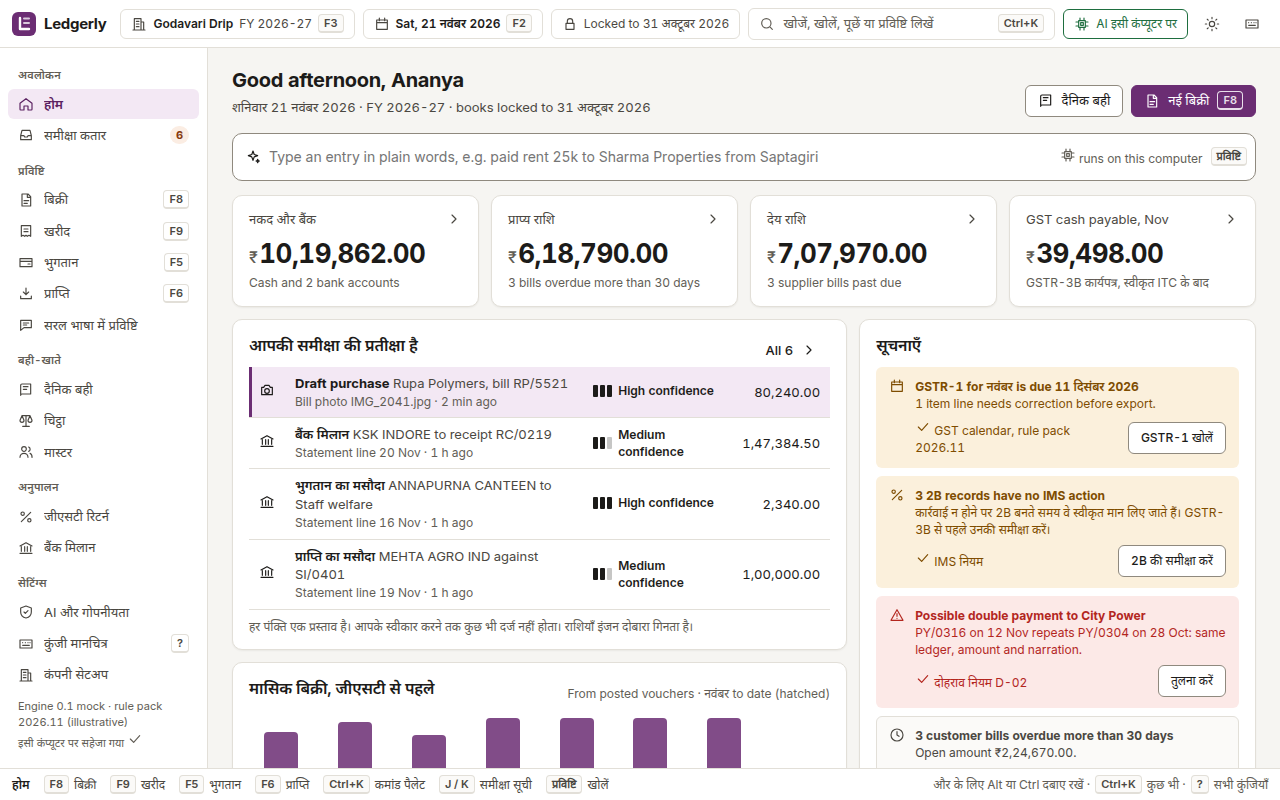 Ledgerly
Godavari Drip FY 2026-27 F3
Sat, 21 नवंबर 2026 F2
Locked to 31 अक्टूबर 2026
खोजें, खोलें, पूछें या प्रविष्टि लिखें Ctrl+K
AI इसी कंप्यूटर पर
अवलोकन
होम
समीक्षा कतार 6
प्रविष्टि
बिक्री F8
खरीद F9
भुगतान F5
प्राप्ति F6
सरल भाषा में प्रविष्टि
बही-खाते
दैनिक बही
चिट्ठा
मास्टर
अनुपालन
जीएसटी रिटर्न
बैंक मिलान
सेटिंग्स
AI और गोपनीयता
कुंजी मानचित्र ?
कंपनी सेटअप
Engine 0.1 mock · rule pack
2026.11 (illustrative)
इसी कंप्यूटर पर सहेजा गया
Good afternoon, Ananya
शनिवार 21 नवंबर 2026 · FY 2026-27 · books locked to 31 अक्टूबर 2026
दैनिक बही
नई बिक्री F8
Type an entry in plain words, e.g. paid rent 25k to Sharma Properties from Saptagiri
runs on this computer प्रविष्टि
नकद और बैंक
₹10,19,862.00
Cash and 2 bank accounts
प्राप्य राशि
₹6,18,790.00
3 bills overdue more than 30 days
देय राशि
₹7,07,970.00
3 supplier bills past due
GST cash payable, Nov
₹39,498.00
GSTR-3B कार्यपत्र, स्वीकृत ITC के बाद
आपकी समीक्षा की प्रतीक्षा है
All 6
Draft purchase Rupa Polymers, bill RP/5521
Bill photo IMG_2041.jpg · 2 min ago
High confidence
80,240.00
बैंक मिलान KSK INDORE to receipt RC/0219
Statement line 20 Nov · 1 h ago
Medium
confidence
1,47,384.50
भुगतान का मसौदा ANNAPURNA CANTEEN to
Staff welfare
Statement line 16 Nov · 1 h ago
High confidence
2,340.00
प्राप्ति का मसौदा MEHTA AGRO IND against
SI/0401
Statement line 19 Nov · 1 h ago
Medium
confidence
1,00,000.00
हर पंक्ति एक प्रस्ताव है। आपके स्वीकार करने तक कुछ भी दर्ज नहीं होता। राशियाँ इंजन दोबारा गिनता है।
मासिक बिक्री, जीएसटी से पहले
From posted vouchers · नवंबर to date (hatched)
सूचनाएँ
GSTR-1 for नवंबर is due 11 दिसंबर 2026
1 item line needs correction before export.
GST calendar, rule pack
2026.11
GSTR-1 खोलें
3 2B records have no IMS action
कार्रवाई न होने पर 2B बनते समय वे स्वीकृत मान लिए जाते हैं। GSTR-
3B से पहले उनकी समीक्षा करें।
IMS नियम
2B की समीक्षा करें
Possible double payment to City Power
PY/0316 on 12 Nov repeats PY/0304 on 28 Oct: same
ledger, amount and narration.
दोहराव नियम D-02
तुलना करें
3 customer bills overdue more than 30 days
Open amount ₹2,24,670.00.
होम F8 बिक्री F9 खरीद F5 भुगतान F6 प्राप्ति Ctrl+K कमांड पैलेट J / K समीक्षा सूची प्रविष्टि खोलें
और के लिए Alt या Ctrl दबाए रखें · Ctrl+K कुछ भी · ? सभी कुंजियाँ